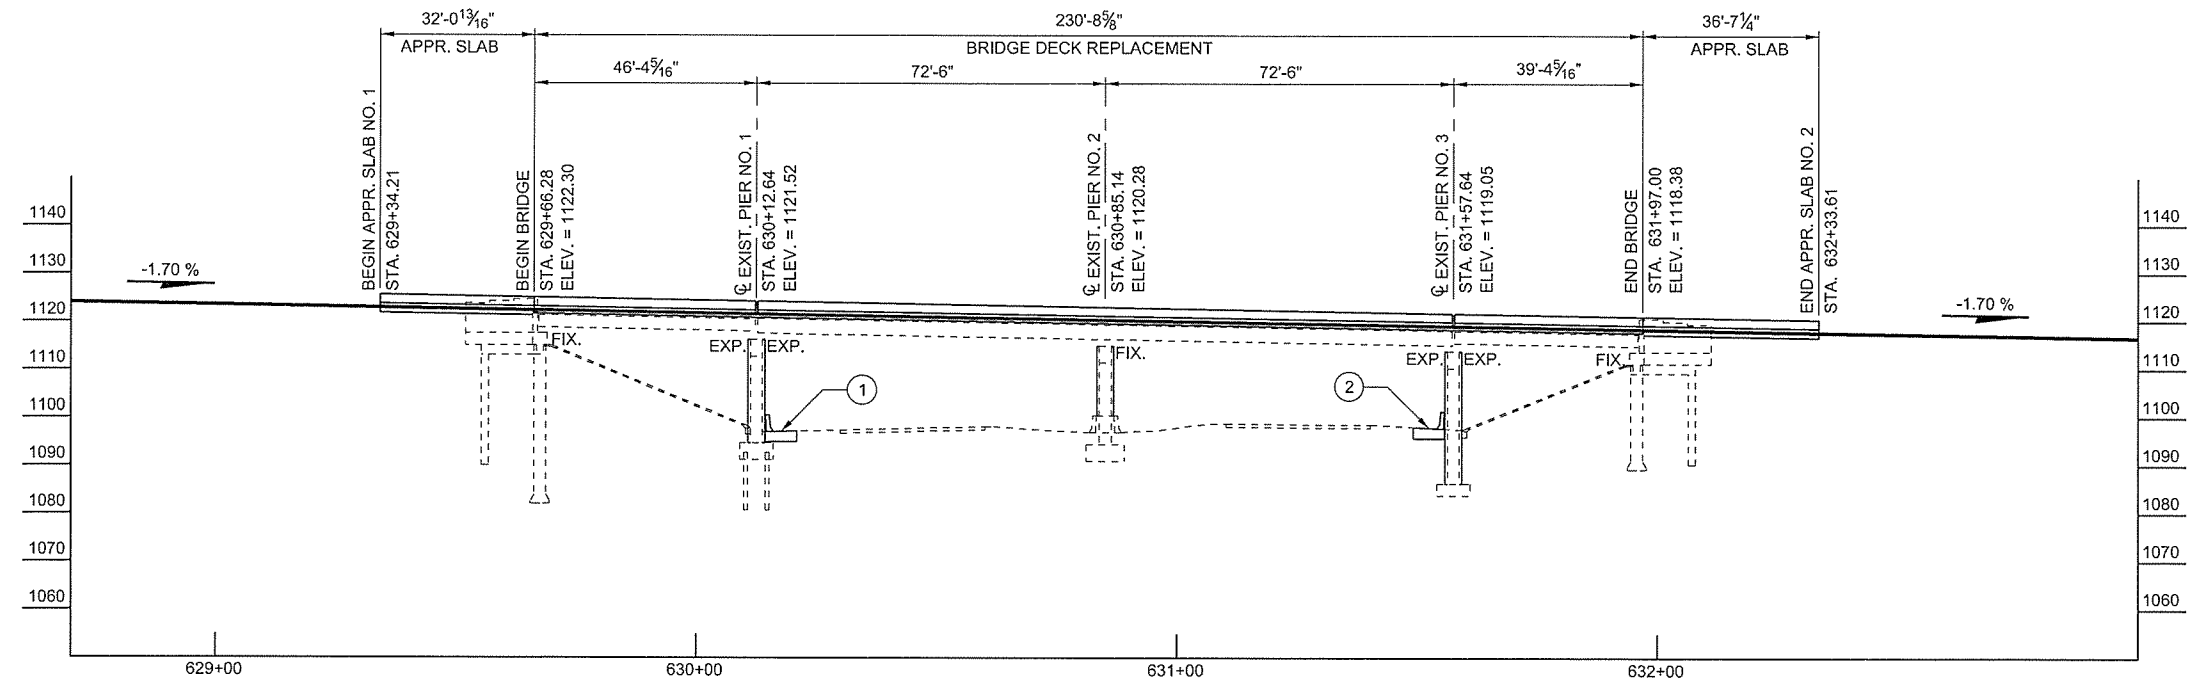 32'-0 13/16"
230'-8 5/8"
36'-7 1/4"
APPR. SLAB
BRIDGE DECK REPLACEMENT
APPR. SLAB
46'-4 5/16"
72'-6"
72'-6"
39'-4 5/16"
BEGIN APPR. SLAB NO. 1
STA. 629+34.21
BEGIN BRIDGE
STA. 629+66.28
ELEV. = 1122.30
℄ EXIST. PIER NO. 1
STA. 630+12.64
ELEV. = 1121.52
℄ EXIST. PIER NO. 2
STA. 630+85.14
ELEV. = 1120.28
℄ EXIST. PIER NO. 3
STA. 631+57.64
ELEV. = 1119.05
END BRIDGE
STA. 631+97.00
ELEV. = 1118.38
END APPR. SLAB NO. 2
STA. 632+33.61
-1.70 %
-1.70 %
1140
1130
1120
1110
1100
1090
1080
1070
1060
1140
1130
1120
1110
1100
1090
1080
1070
1060
FIX.
EXP.
EXP.
FIX.
EXP.
EXP.
FIX.
1
2
629+00
630+00
631+00
632+00